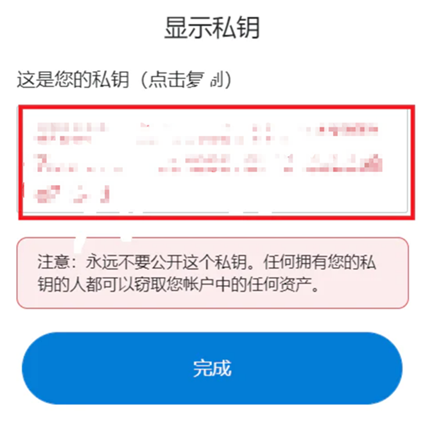 显示私钥
这是您的私钥（点击复制）
注意：永远不要公开这个私钥。任何拥有您的私
钥的人都可以窃取您帐户中的任何资产。
完成